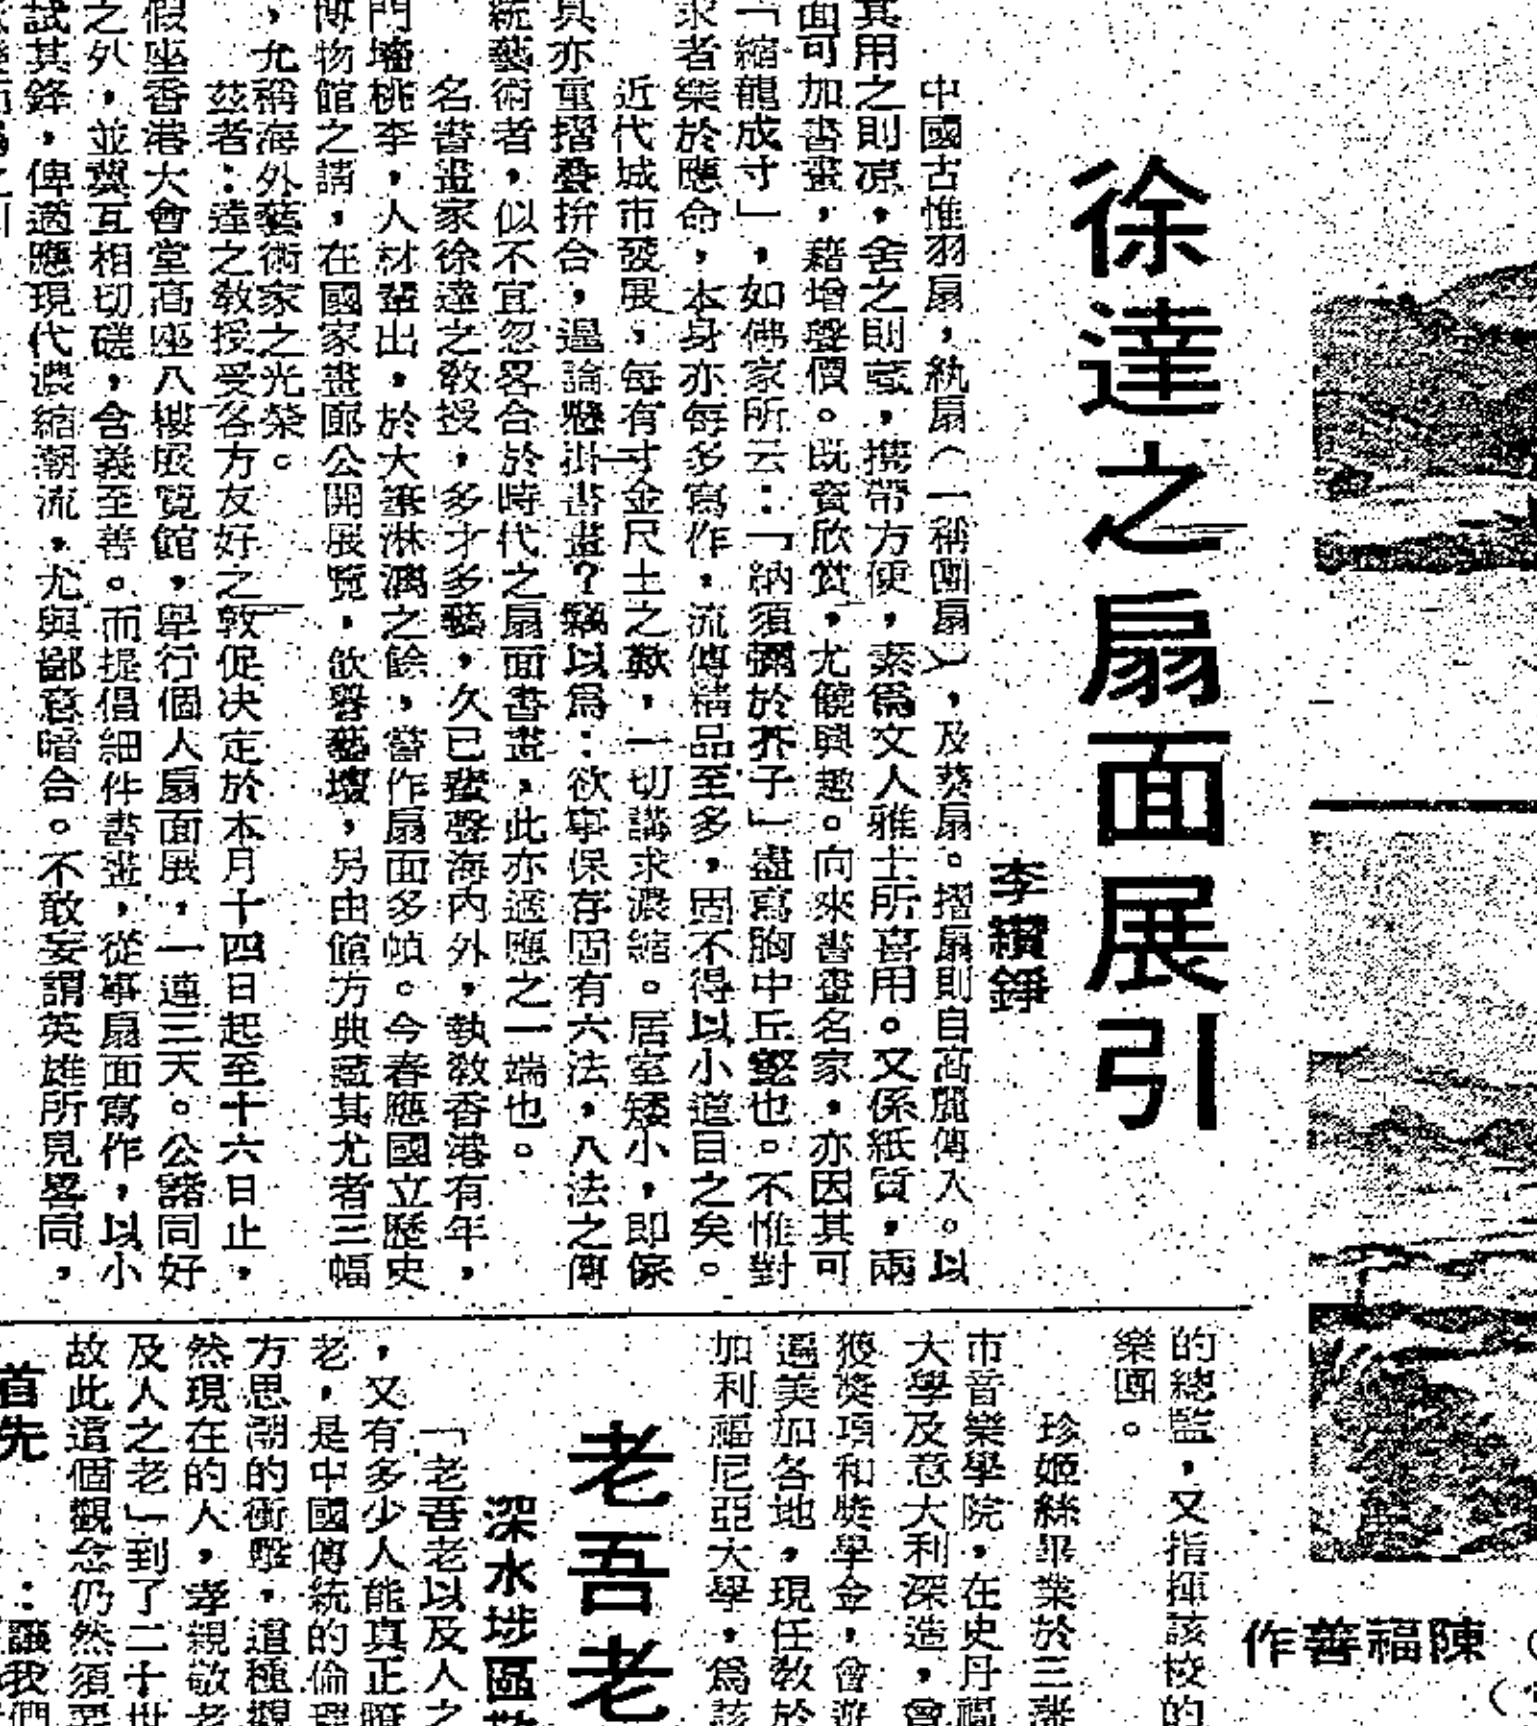 徐達之扇面展引
李纘錚
中國古惟羽扇，紈扇（一稱團扇），及葵扇。摺扇則自高麗傳入。以
其用之則凉，舍之則藏，攜帶方便，素爲文人雅士所喜用。又係紙質，兩
面可加書畫，藉增聲價。既資欣賞，尤饒興趣。向來書畫名家，亦因其可
「縮龍成寸」，如佛家所云：「納須彌於芥子」盡寫胸中丘壑也。不惟對
求者樂於應命，本身亦每多寫作，流傳精品至多，固不得以小道目之矣。
近代城市發展，每有寸金尺土之歎，一切講求濃縮。居室矮小，即傢
具亦重摺叠拚合，遑論懸掛書畫？竊以爲：欲寧保存固有六法，八法之傳
統藝術者，似不宜忽畧合於時代之扇面書畫，此亦適應之一端也。
名書畫家徐達之教授，多才多藝，久已蜚聲海內外，執教香港有年，
門墻桃李，人材輩出，於大筆淋漓之餘，嘗作扇面多幀。今春應國立歷史
博物館之請，在國家畫廊公開展覽，飲譽藝壇，另由館方典藏其尤者三幅
，尤稱海外藝術家之光榮。
茲者：達之教授受各方友好之敦促决定於本月十四日起至十六日止，
假座香港大會堂高座八樓展覽館，舉行個人扇面展，一連三天。公諸同好
之外，並冀互相切磋，含義至善。而提倡細件書畫，從事扇面寫作，以小
試其鋒，俾適應現代濃縮潮流，尤與鄙意暗合。不敢妄謂英雄所見畧同，
陳福善作
的總監，又指揮該校的
樂團。
珍姬絲畢業於三藩
市音樂學院，在史丹福
大學及意大利深造，曾
獲獎項和獎學金，曾遊
遍美加各地，現任教於
加利福尼亞大學，爲該
老吾老
深水埗區
「老吾老以及人之
，又有多少人能真正瞭
老，是中國傳統的倫理
方思潮的衝擊，這種觀
然現在的人，孝親敬老
及人之老」到了二十世
故此這個觀念仍然須要
首先：讓我們